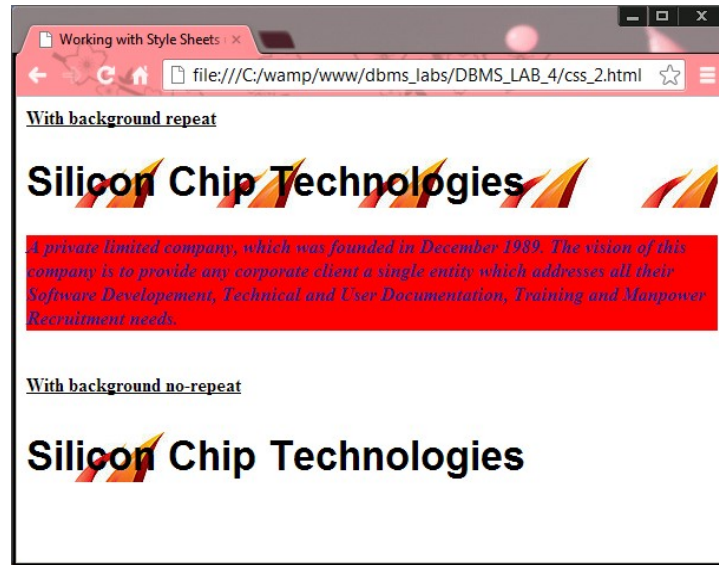 Working with Style Sheets
file:///C:/wamp/www/dbms_labs/DBMS_LAB_4/css_2.html
With background repeat
Silicon Chip Technologies
A private limited company, which was founded in December 1989. The vision of this
company is to provide any corporate client a single entity which addresses all their
Software Developement, Technical and User Documentation, Training and Manpower
Recruitment needs.
With background no-repeat
Silicon Chip Technologies